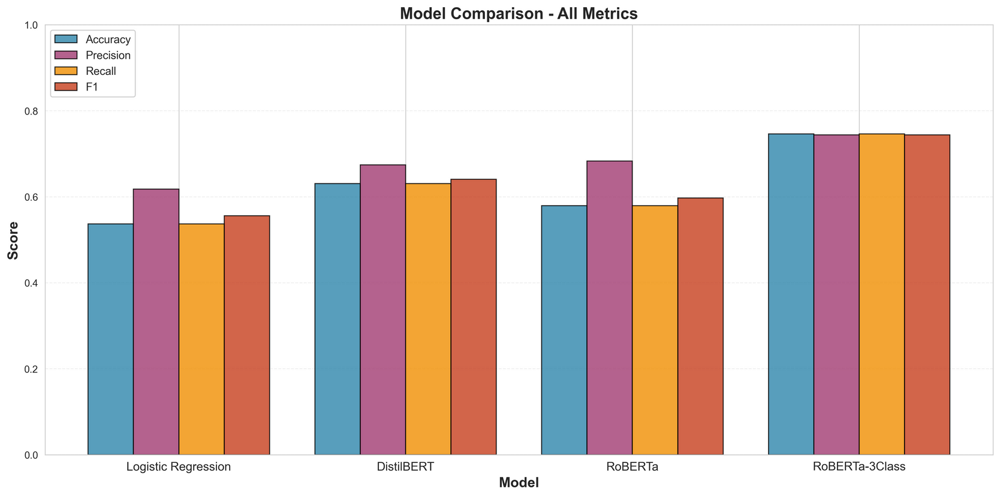 Model Comparison - All Metrics
Accuracy
Precision
Recall
F1
1.0
0.8
0.6
0.4
0.2
0.0
Score
Logistic Regression
DistilBERT
RoBERTa
RoBERTa-3Class
Model